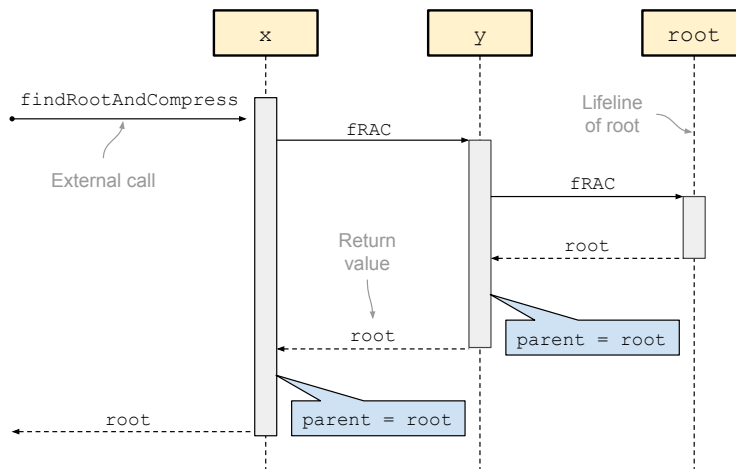 x
y
root
findRootAndCompress
External call
fRAC
Lifeline
of root
fRAC
root
Return
value
root
parent = root
parent = root
root